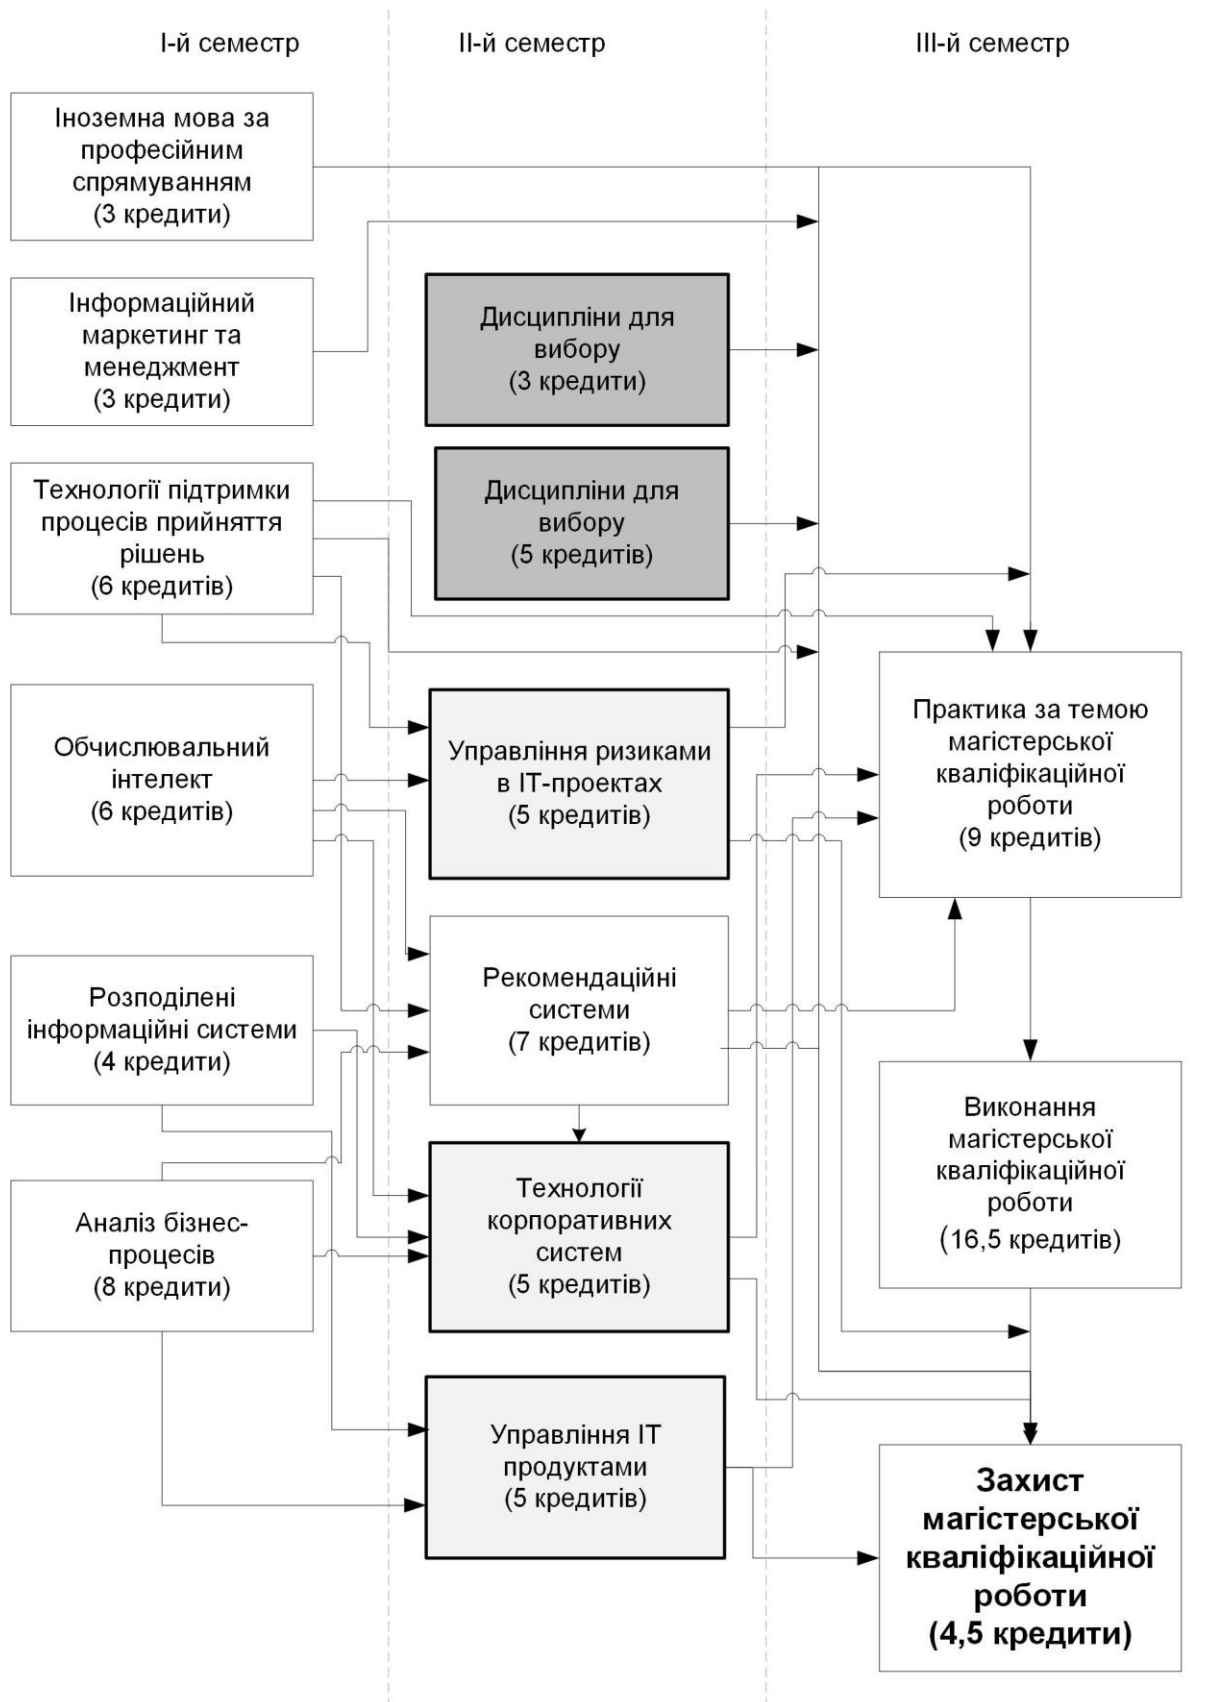 І-й семестр
ІІ-й семестр
ІІІ-й семестр
Іноземна мова за
професійним
спрямуванням
(3 кредити)
Інформаційний
маркетинг та
менеджмент
(3 кредити)
Технології підтримки
процесів прийняття
рішень
(6 кредитів)
Обчислювальний
інтелект
(6 кредитів)
Розподілені
інформаційні системи
(4 кредити)
Аналіз бізнес-
процесів
(8 кредити)
Дисципліни для
вибору
(3 кредити)
Дисципліни для
вибору
(5 кредитів)
Управління ризиками
в ІТ-проектах
(5 кредитів)
Рекомендаційні
системи
(7 кредитів)
Технології
корпоративних
систем
(5 кредитів)
Управління ІТ
продуктами
(5 кредитів)
Практика за темою
магістерської
кваліфікаційної
роботи
(9 кредитів)
Виконання
магістерської
кваліфікаційної
роботи
(16,5 кредитів)
Захист
магістерської
кваліфікаційної
роботи
(4,5 кредити)